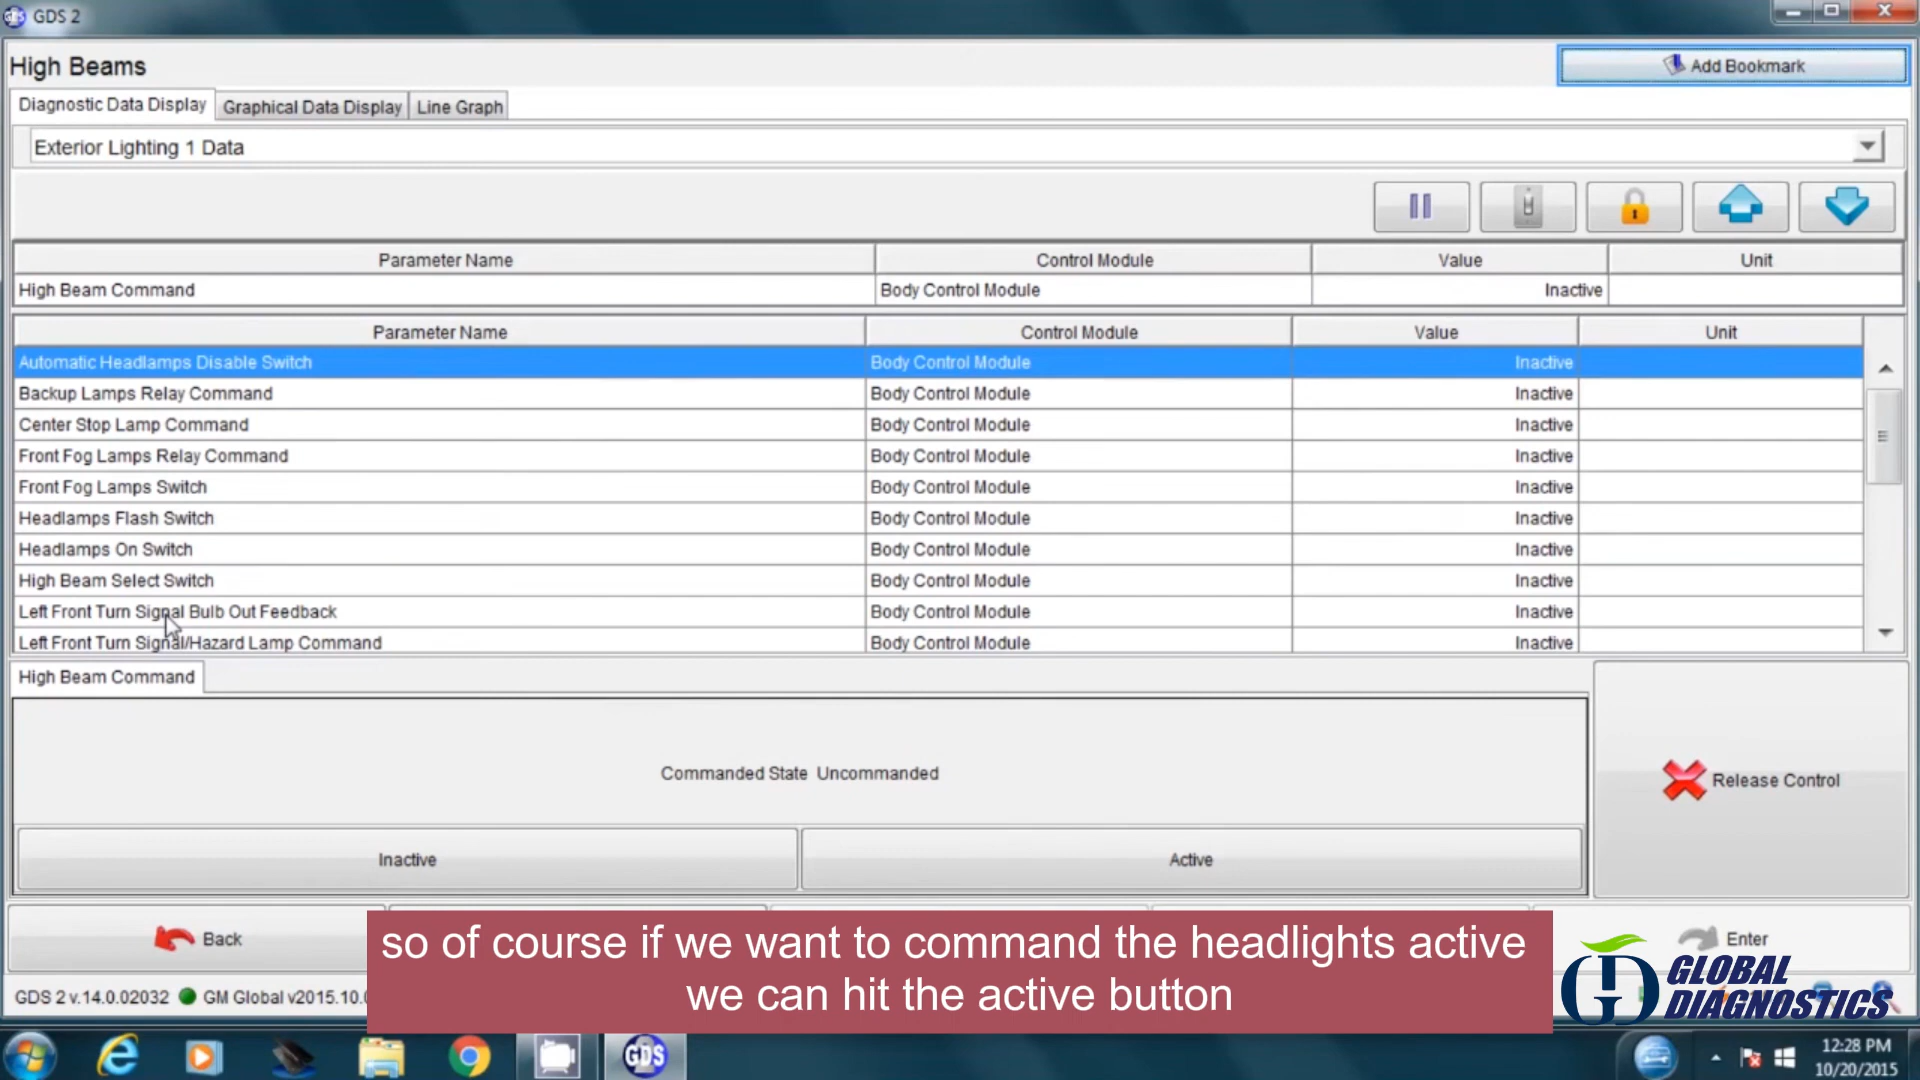 GDS 2
High Beams
Add Bookmark
Diagnostic Data Display
Graphical Data Display
Line Graph
Exterior Lighting 1 Data
Parameter Name Control Module Value Unit
High Beam Command Body Control Module Inactive
Parameter Name Control Module Value Unit
Automatic Headlamps Disable Switch Body Control Module Inactive
Backup Lamps Relay Command Body Control Module Inactive
Center Stop Lamp Command Body Control Module Inactive
Front Fog Lamps Relay Command Body Control Module Inactive
Front Fog Lamps Switch Body Control Module Inactive
Headlamps Flash Switch Body Control Module Inactive
Headlamps On Switch Body Control Module Inactive
High Beam Select Switch Body Control Module Inactive
Left Front Turn Signal Bulb Out Feedback Body Control Module Inactive
Left Front Turn Signal/Hazard Lamp Command Body Control Module Inactive
High Beam Command
Commanded State Uncommanded
Release Control
Inactive Active
Back
Enter
so of course if we want to command the headlights active
we can hit the active button
GDS 2 v.14.0.02032 GM Global v2015.10.
GD GLOBAL
DIAGNOSTICS
GDS
12:28 PM
10/20/2015